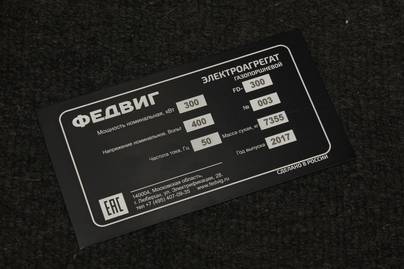 ФЕДВИГ
ЭЛЕКТРОАГРЕГАТ
ГАЗОПОРШНЕВОЙ
Мощность номинальная, кВт 300
FD- 300
Напряжение номинальное, Вольт 400
№ 003
Частота тока, Гц 50
Масса сухая, кг 7355
Год выпуска 2017
СДЕЛАНО В РОССИИ
EAC
140004, Московская область,
г. Люберцы, ул. Электрификации, 26.
тел +7 (495) 407-09-35 www.fedvig.ru